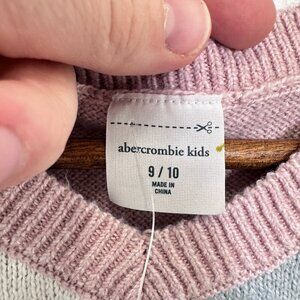 abercrombie kids
9 / 10
MADE IN
CHINA